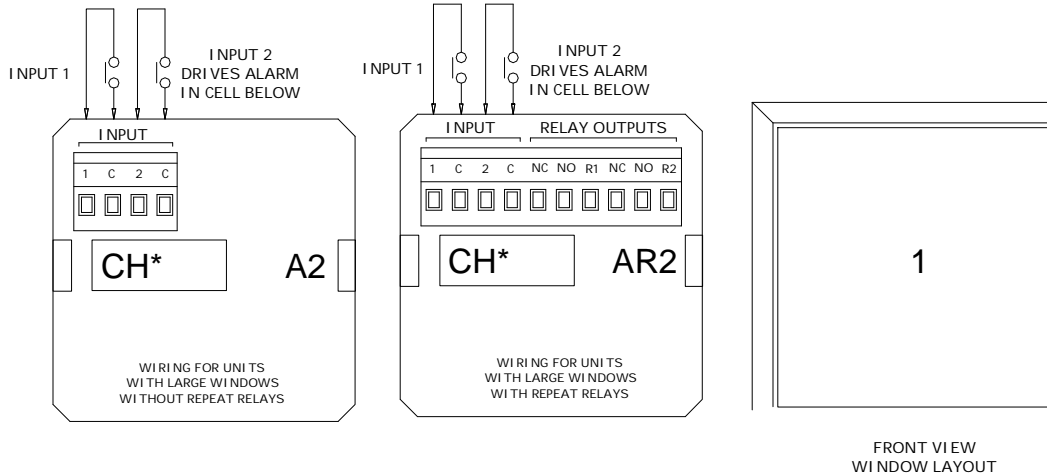 INPUT 1
INPUT 2
DRIVES ALARM
IN CELL BELOW
INPUT
1 C 2 C
CH*
A2
WIRING FOR UNITS
WITH LARGE WINDOWS
WITHOUT REPEAT RELAYS
INPUT 1
INPUT 2
DRIVES ALARM
IN CELL BELOW
INPUT
RELAY OUTPUTS
1 C 2 C NC NO R1 NC NO R2
CH*
AR2
WIRING FOR UNITS
WITH LARGE WINDOWS
WITH REPEAT RELAYS
1
FRONT VIEW
WINDOW LAYOUT